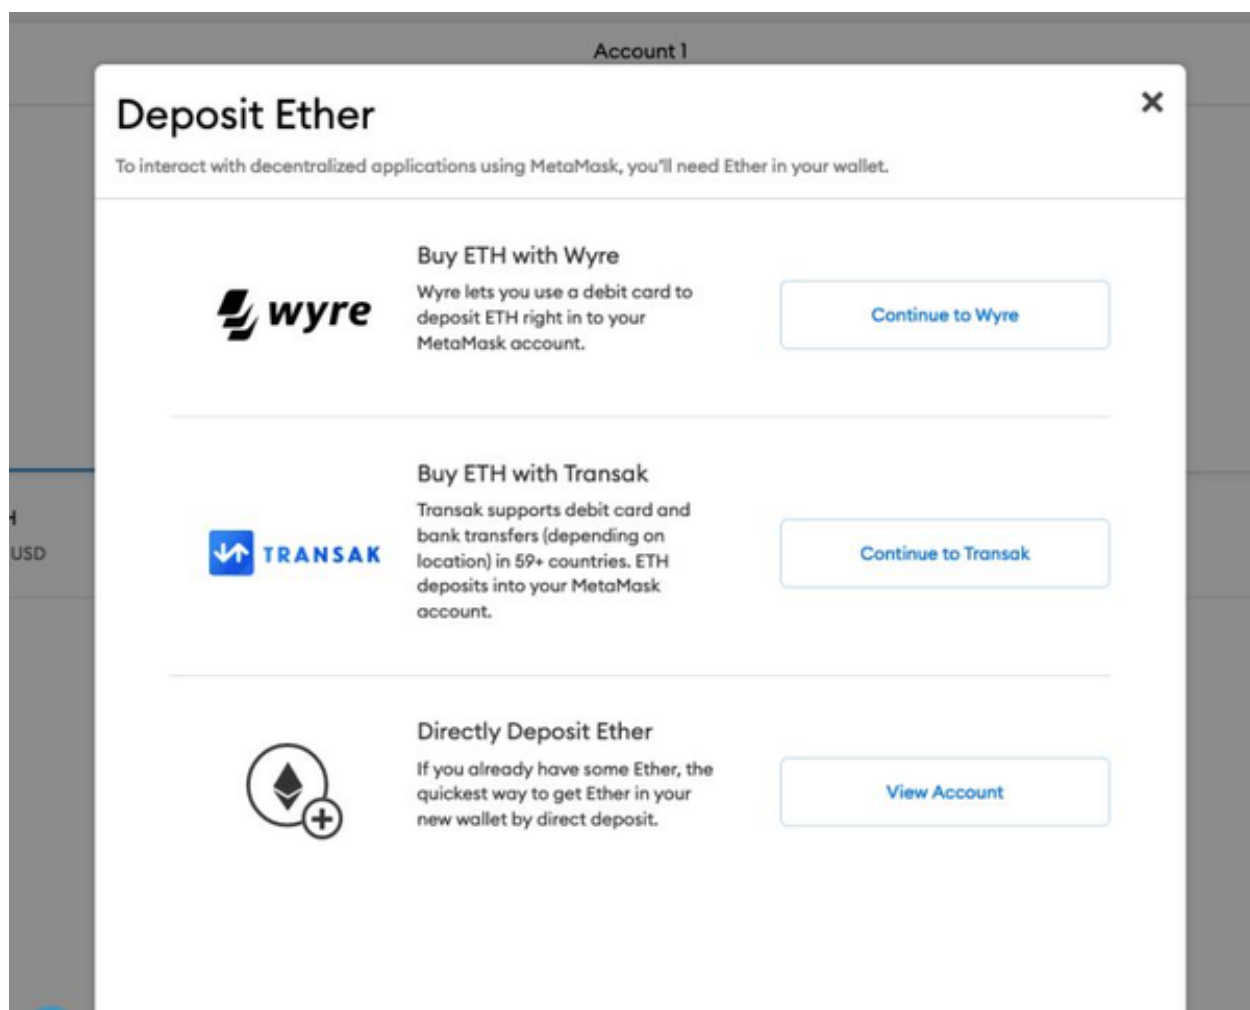 Account 1
Deposit Ether
To interact with decentralized applications using MetaMask, you'll need Ether in your wallet.
Buy ETH with Wyre
wyre
Wyre lets you use a debit card to
deposit ETH right in to your
MetaMask account.
Continue to Wyre
Buy ETH with Transak
TRANSAK
Transak supports debit card and
bank transfers (depending on
location) in 59+ countries. ETH
deposits into your MetaMask
account.
Continue to Transak
USD
Directly Deposit Ether
If you already have some Ether, the
quickest way to get Ether in your
new wallet by direct deposit.
View Account